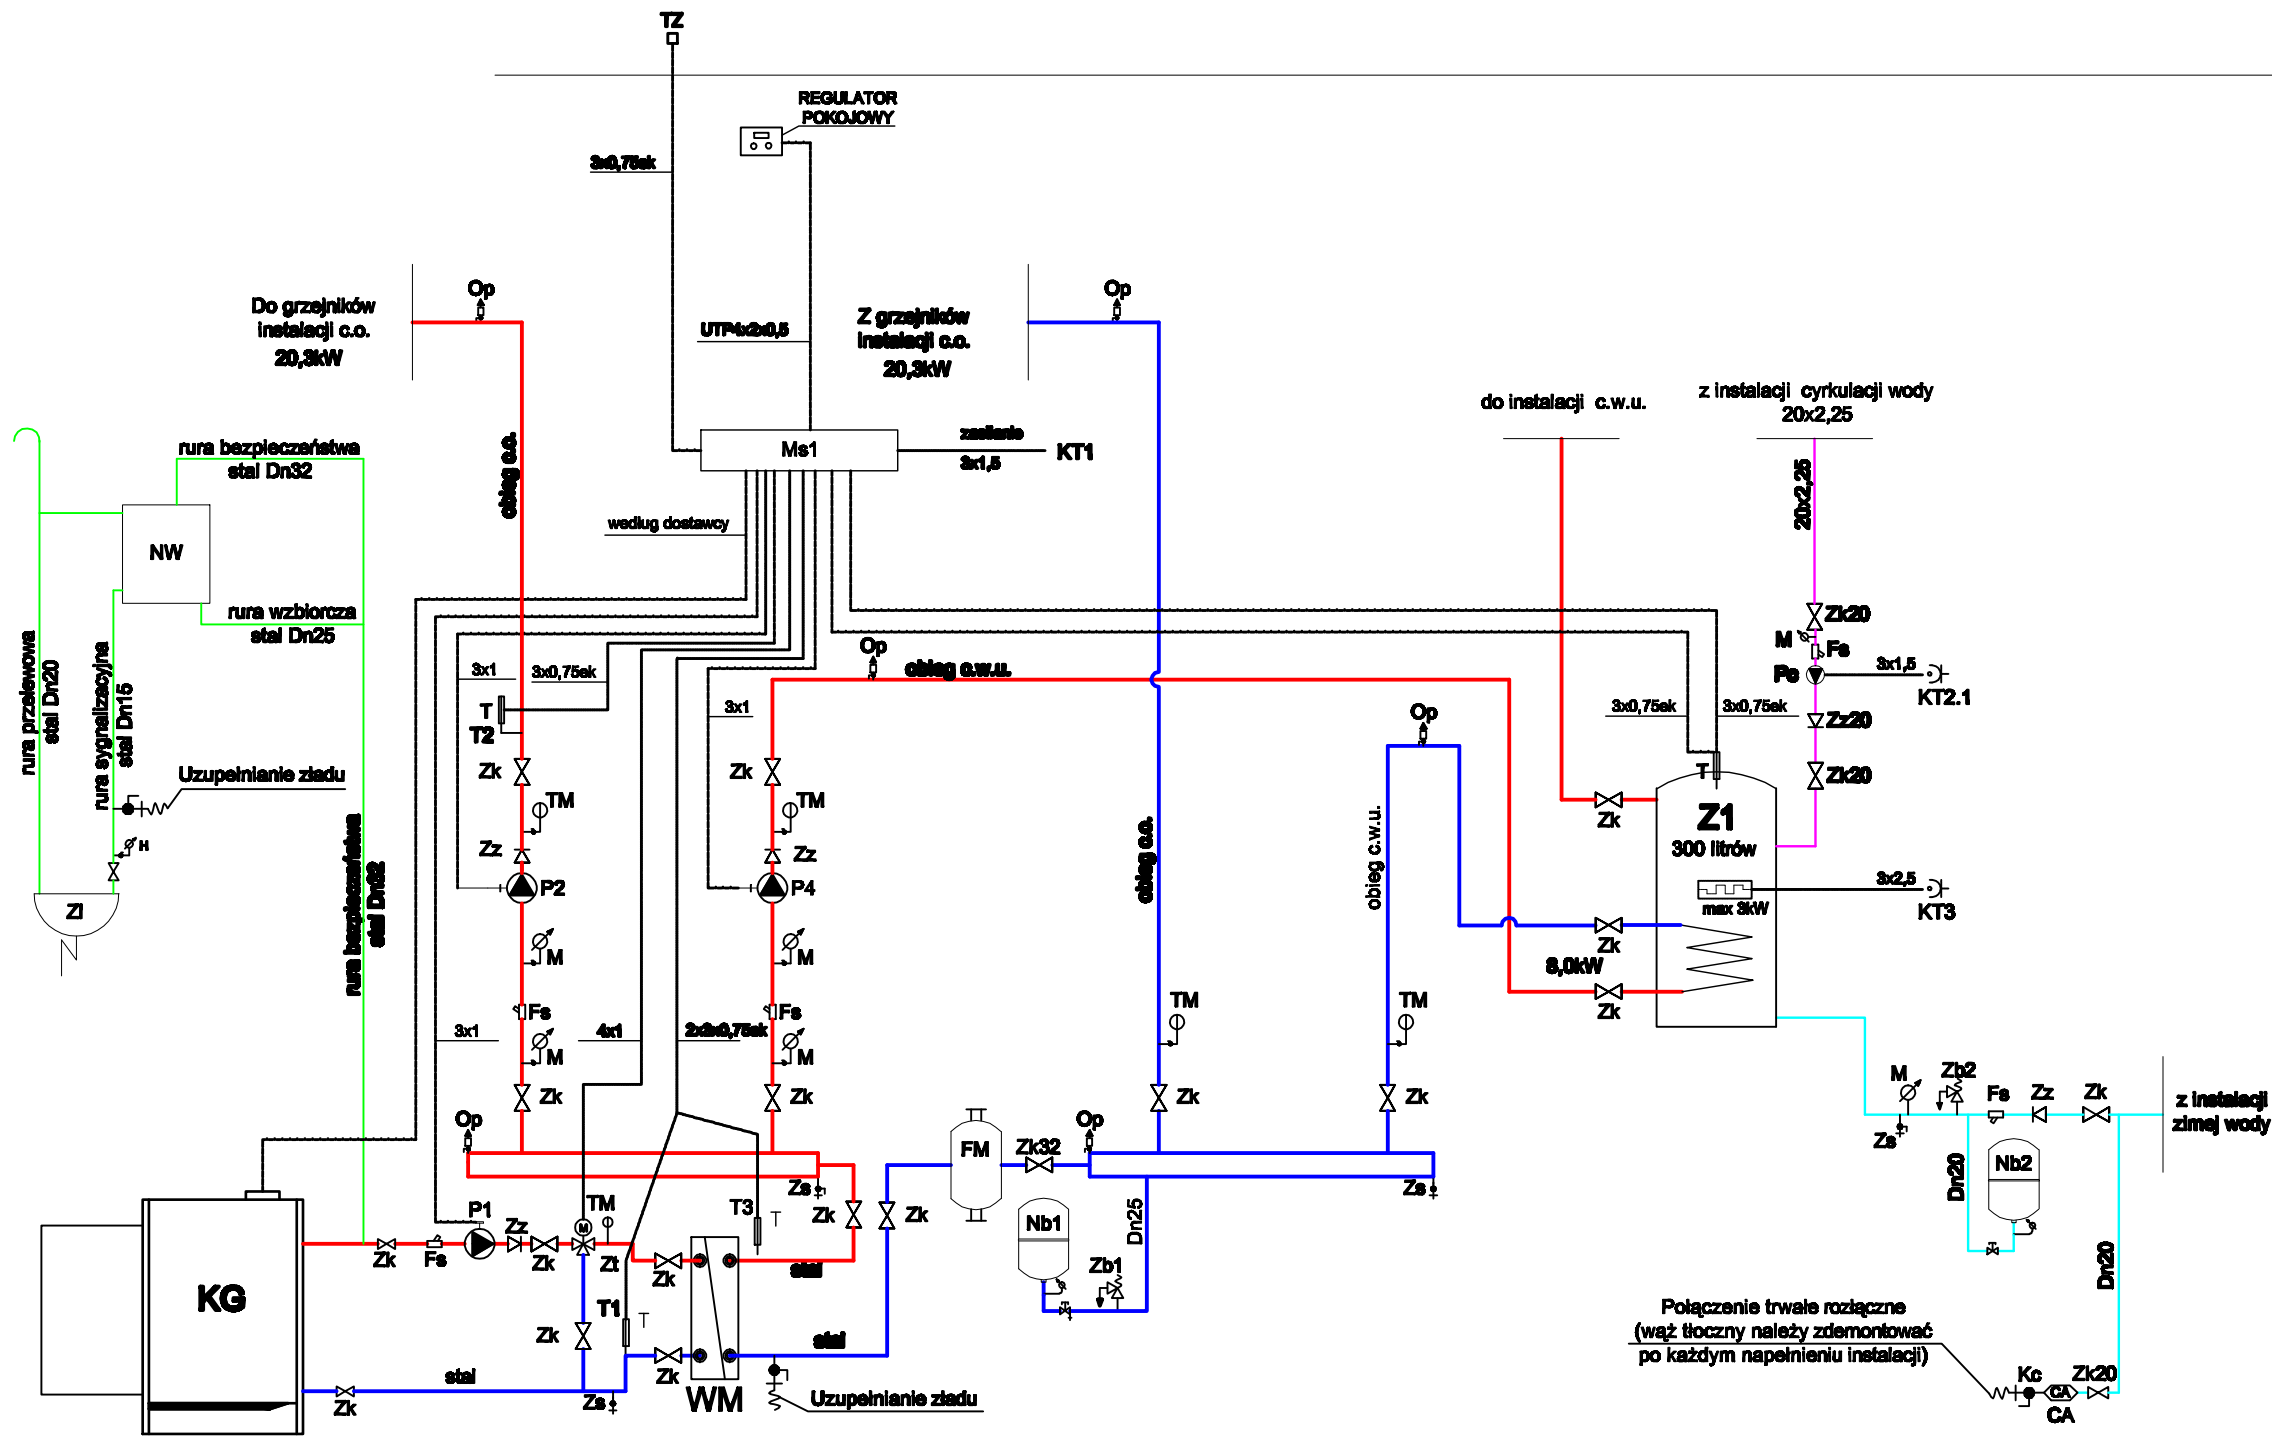 TZ
REGULATOR
POKOJOWY
3x0,75ek
Op
Op
Do grzejników
instalacji c.o.
20,3kW
UTP4x2x0,5
Z grzejników
instalacji c.o.
20,3kW
do instalacji c.w.u.
z instalacji cyrkulacji wody
20x2,25
rura bezpieczeństwa
stal Dn32
obieg c.o.
Ms1
zasilanie
3x1,5
KT1
20x2,25
NW
według dostawcy
rura wzbiorcza
stal Dn25
Zk20
M
Fs
Op
obieg c.w.u.
Pc
3x1,5
KT2.1
rura przelewowa
stal Dn20
rura sygnalizacyjna
stal Dn15
3x1
3x0,75ek
T
T2
3x1
Op
3x0,75ek
3x0,75ek
Zz20
Uzupełnianie zładu
Zk
Zk
T
Zk20
TM
TM
Zk
Z1
300 litrów
H
Zz
Zz
obieg c.o.
obieg c.w.u.
rura bezpieczeństwa
stal Dn32
P2
P4
3x2,5
max 3kW
KT3
ZI
M
M
Zk
8,0kW
Fs
Fs
TM
TM
Zk
3x1
4x1
2x3x0,75ek
M
M
Zk
Zk
Zk
Zk
M
Zb2
Fs
Zz
Zk
z instalacji
zimej wody
Op
Op
FM
Zk32
Zs
Nb2
Dn20
Zs
Zs
P1
TM
T3
T
Zk
Zk
Nb1
Dn25
Zz
Zk
Fs
Zk
M
Zt
Zk
stal
Zb1
Dn20
KG
T1
T
Zk
stal
Połączenie trwałe rozłączne
(wąż tłoczny należy zdemontować
po każdym napełnieniu instalacji)
stal
Zk
Zk
Zs
WM
Uzupełnianie zładu
Kc
Zk20
CA
CA